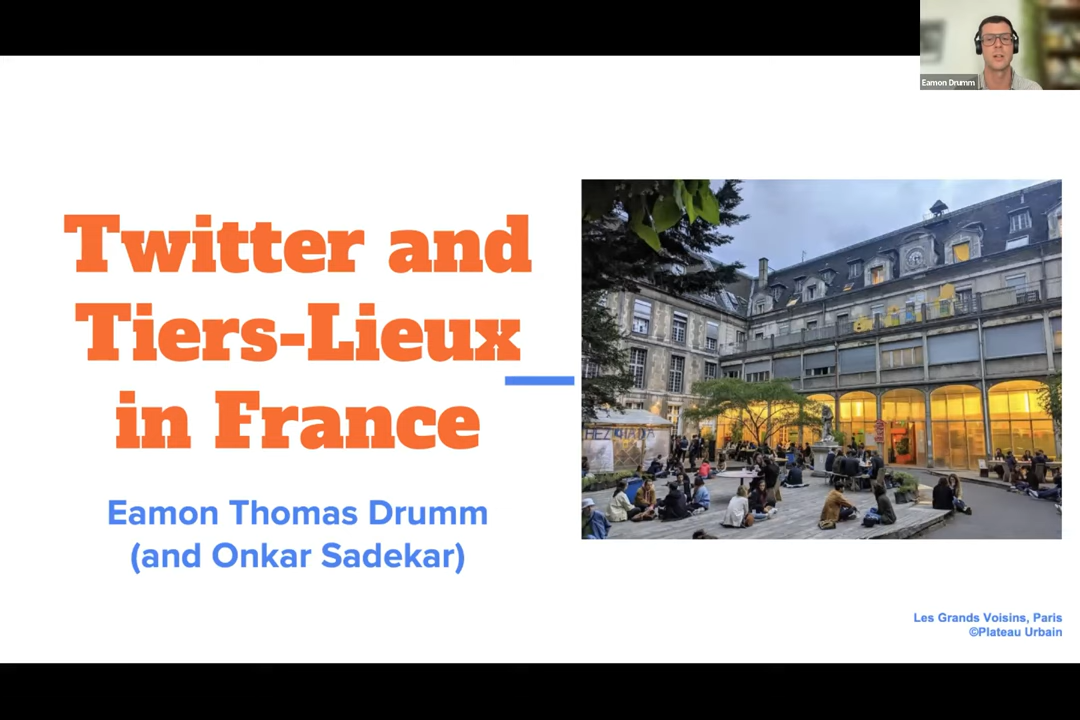 Eamon Drumm
Twitter and
Tiers-Lieux
in France
Eamon Thomas Drumm
(and Onkar Sadekar)
Les Grands Voisins, Paris
©Plateau Urbain